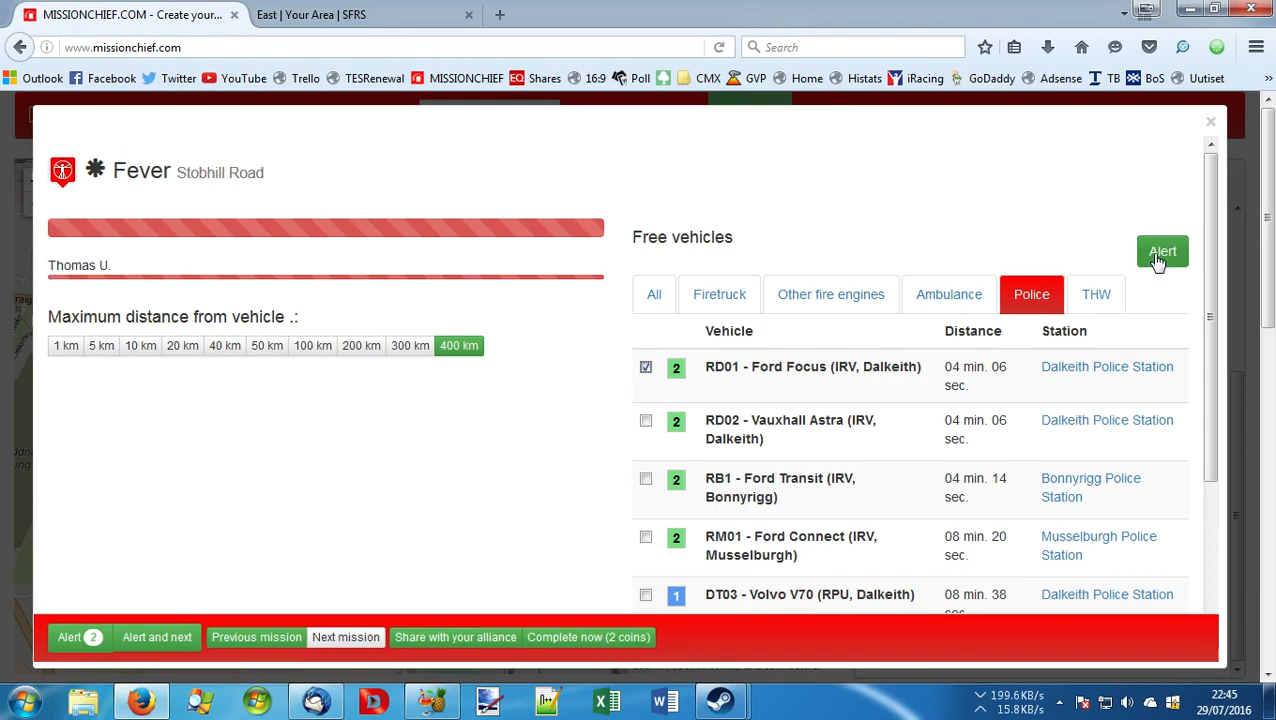 MISSIONCHIEF.COM - Create your...
East | Your Area | SFRS
www.missionchief.com
Search
Outlook Facebook Twitter YouTube Trello TESRenewal MISSIONCHIEF EQ Shares 16:9 Poll CMX GVP Home Histats iRacing GoDaddy Adsense TB BoS Uutiset
Fever Stobhill Road
Free vehicles
Alert
Thomas U.
All Firetruck Other fire engines Ambulance Police THW
Maximum distance from vehicle .:
1 km 5 km 10 km 20 km 40 km 50 km 100 km 200 km 300 km 400 km
Vehicle Distance Station
2 RD01 - Ford Focus (IRV, Dalkeith) 04 min. 06 Dalkeith Police Station
sec.
2 RD02 - Vauxhall Astra (IRV, 04 min. 06 Dalkeith Police Station
Dalkeith) sec.
2 RB1 - Ford Transit (IRV, 04 min. 14 Bonnyrigg Police
Bonnyrigg) sec. Station
2 RM01 - Ford Connect (IRV, 08 min. 20 Musselburgh Police
Musselburgh) sec. Station
1 DT03 - Volvo V70 (RPU, Dalkeith) 08 min. 38 Dalkeith Police Station
Alert 2 Alert and next Previous mission Next mission Share with your alliance Complete now (2 coins)
199.6KB/s
15.8KB/s
22:45
29/07/2016